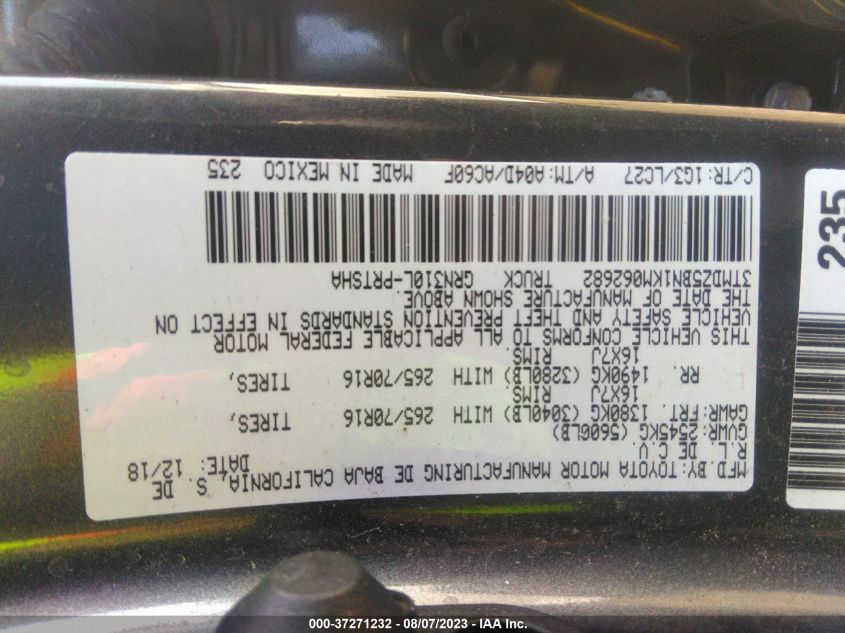 MFD.BY:TOYOTA MOTOR MANUFACTURING DE BAJA CALIFORNIA, S. DE
R.L. DE C.V. DATE: 12/18
GVWR: 2545KG (5600LB)
GAWR:FRT. 1380KG (3040LB) WITH 265/70R16 TIRES,
16X7J RIMS
RR. 1490KG (3280LB) WITH 265/70R16 TIRES,
16X7J RIMS.
THIS VEHICLE CONFORMS TO ALL APPLICABLE FEDERAL MOTOR
VEHICLE SAFETY AND THEFT PREVENTION STANDARDS IN EFFECT ON
THE DATE OF MANUFACTURE SHOWN ABOVE.
3TMDZ5BN1KM062682 TRUCK GRN310L-PRTSHA
C/TR: 1G3/LC27 A/TM: A04D/AC60F MADE IN MEXICO 235
235
000-37271232 - 08/07/2023 - IAA Inc.